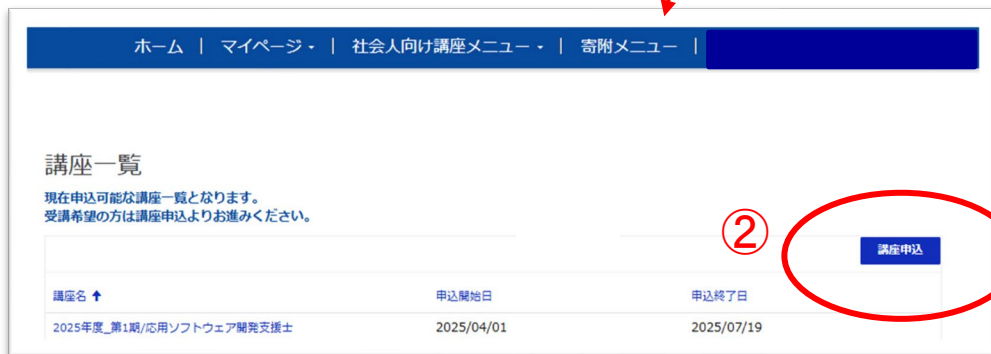 ホーム | マイページ・ | 社会人向け講座メニュー・ | 寄附メニュー |
講座一覧
現在申込可能な講座一覧となります。
受講希望の方は講座申込よりお進みください。
②
講座申込
講座名 ↑ 申込開始日 申込終了日
2025年度_第1期/応用ソフトウェア開発支援士 2025/04/01 2025/07/19